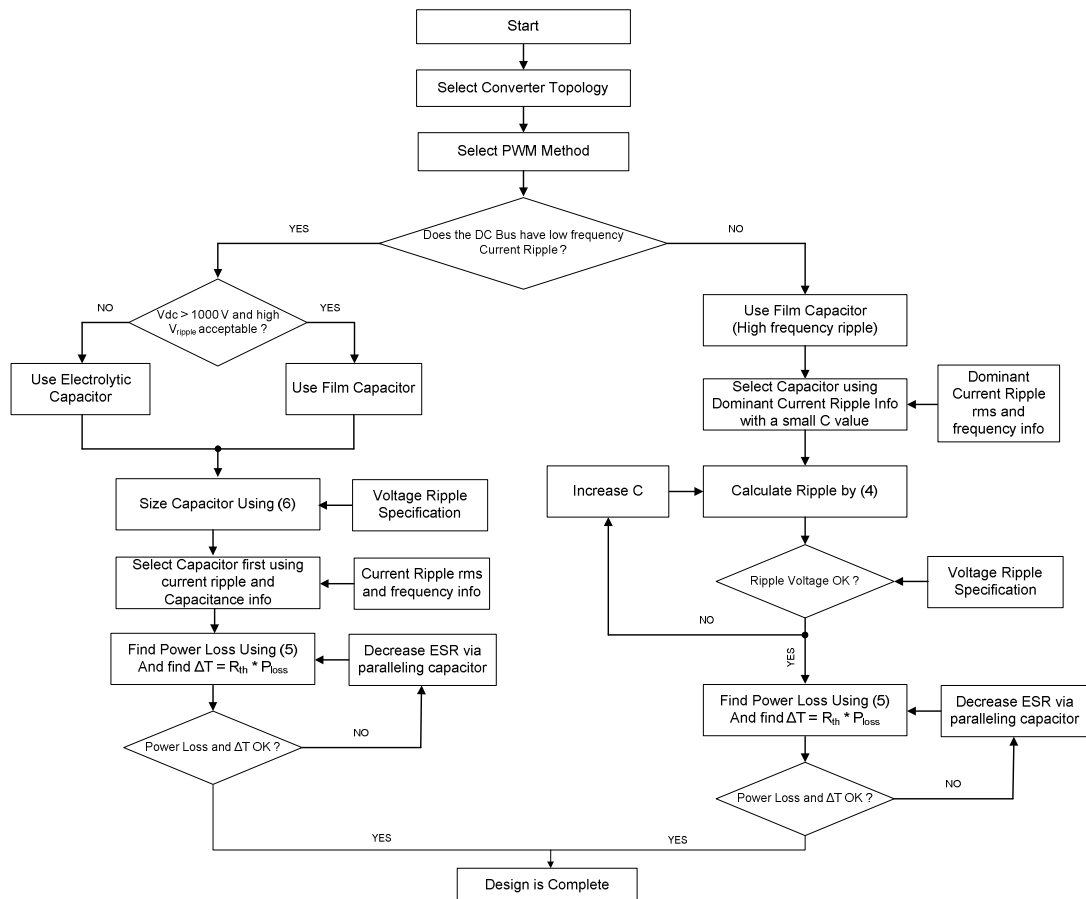 Start
Select Converter Topology
Select PWM Method
Does the DC Bus have low frequency
Current Ripple ?
YES
NO
Vdc > 1000 V and high
Vripple acceptable ?
NO
YES
Use Electrolytic
Capacitor
Use Film Capacitor
Size Capacitor Using (6)
Voltage Ripple
Specification
Select Capacitor first using
current ripple and
Capacitance info
Current Ripple rms
and frequency info
Find Power Loss Using (5)
And find ΔT = Rth * Ploss
Decrease ESR via
paralleling capacitor
Power Loss and ΔT OK ?
NO
YES
Use Film Capacitor
(High frequency ripple)
Select Capacitor using
Dominant Current Ripple Info
with a small C value
Dominant
Current Ripple
rms and
frequency info
Increase C
Calculate Ripple by (4)
Ripple Voltage OK ?
Voltage Ripple
Specification
NO
YES
Find Power Loss Using (5)
And find ΔT = Rth * Ploss
Decrease ESR via
paralleling capacitor
Power Loss and ΔT OK ?
NO
YES
Design is Complete